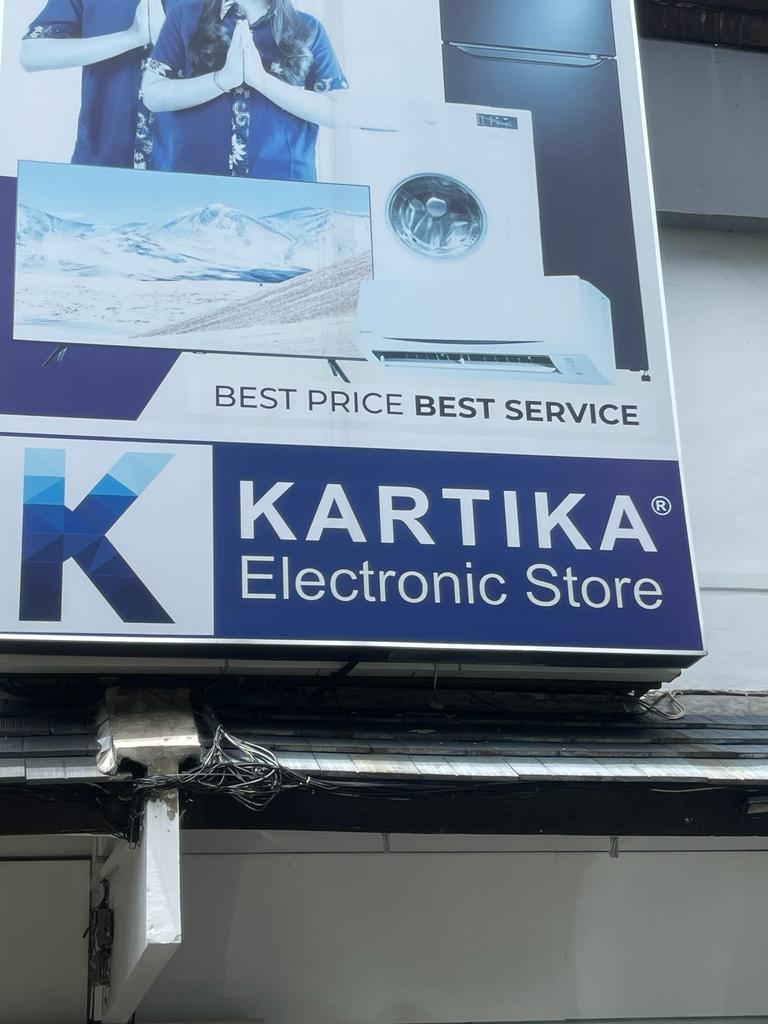 BEST PRICE BEST SERVICE
K
KARTIKA®
Electronic Store